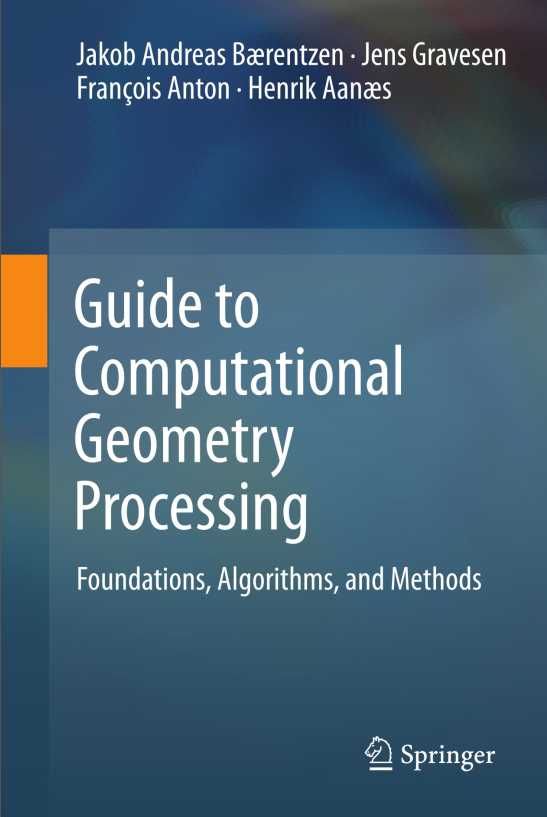 Jakob Andreas Bærentzen · Jens Gravesen
François Anton · Henrik Aanæs
Guide to
Computational
Geometry
Processing
Foundations, Algorithms, and Methods
Springer